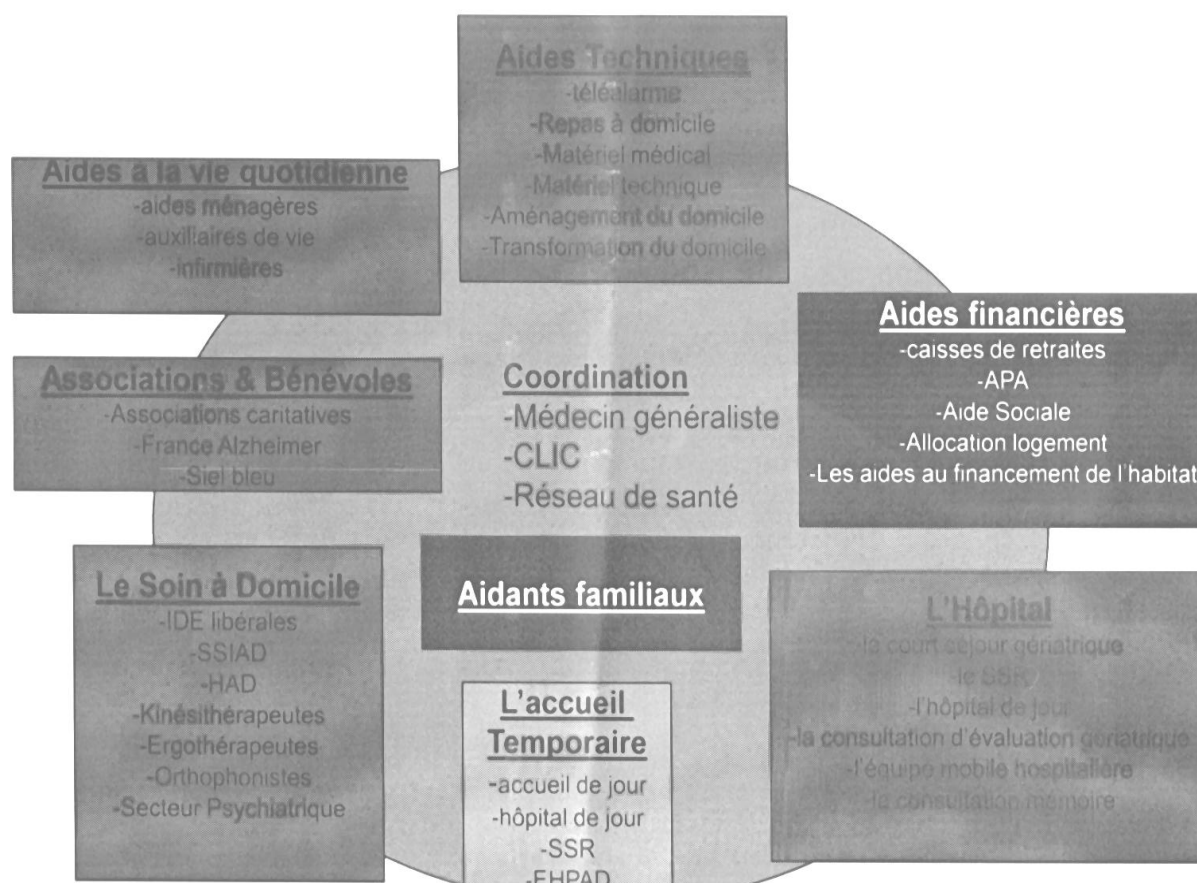 Aides Techniques
-téléalarme
-Repas à domicile
-Matériel médical
-Matériel technique
-Aménagement du domicile
-Transformation du domicile
Aides à la vie quotidienne
-aides ménagères
-auxiliaires de vie
-infirmières
Aides financières
-caisses de retraites
-APA
-Aide Sociale
-Allocation logement
-Les aides au financement de l'habitat
Associations & Bénévoles
-Associations caritatives
-France Alzheimer
-Siel bleu
Coordination
-Médecin généraliste
-CLIC
-Réseau de santé
Aidants familiaux
Le Soin à Domicile
-IDE libérales
-SSIAD
-HAD
-Kinésithérapeutes
-Ergothérapeutes
-Orthophonistes
-Secteur Psychiatrique
L'accueil
Temporaire
-accueil de jour
-hôpital de jour
-SSR
-EHPAD
L'Hôpital
-le court séjour gériatrique
-le SSR
-l'hôpital de jour
-la consultation d'évaluation gériatrique
-l'équipe mobile hospitalière
-la consultation mémoire